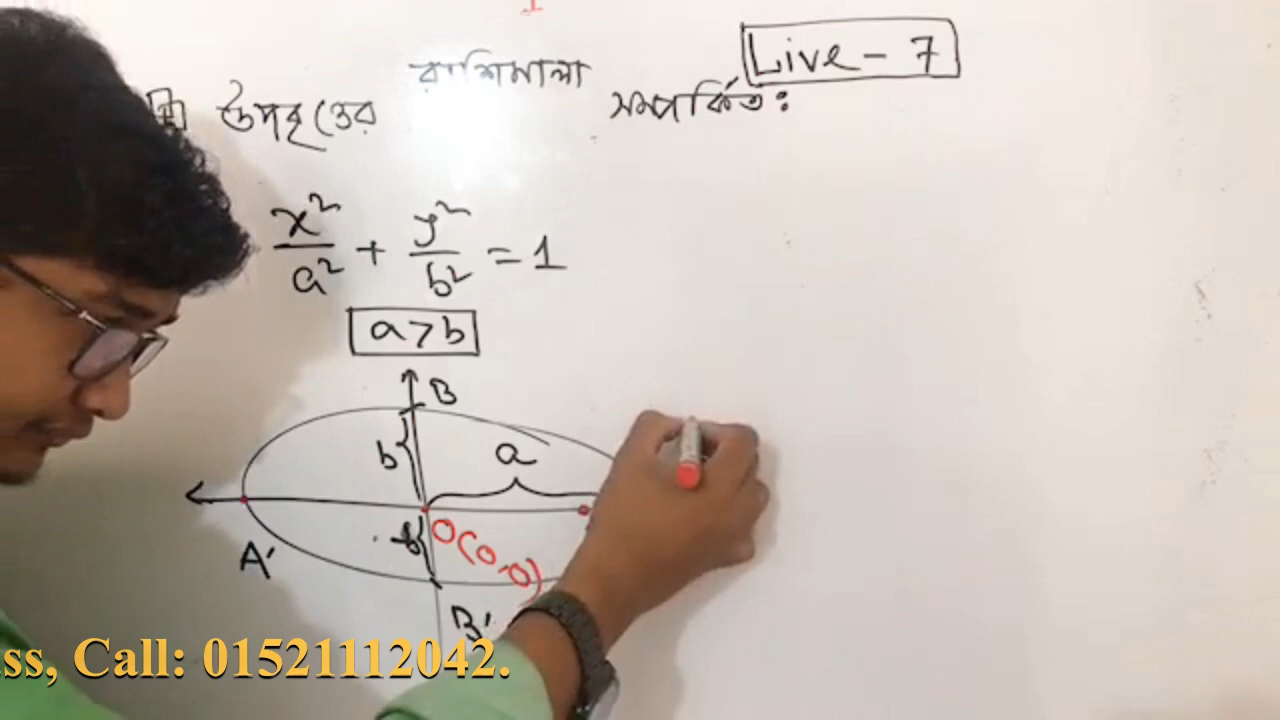 Live - 7
উপবৃত্তের রাশিমালা সম্পর্কিত:
x²/a² + y²/b² = 1
a > b
B
b a
O(0,0)
b
A'
B'
ss, Call: 01521112042.